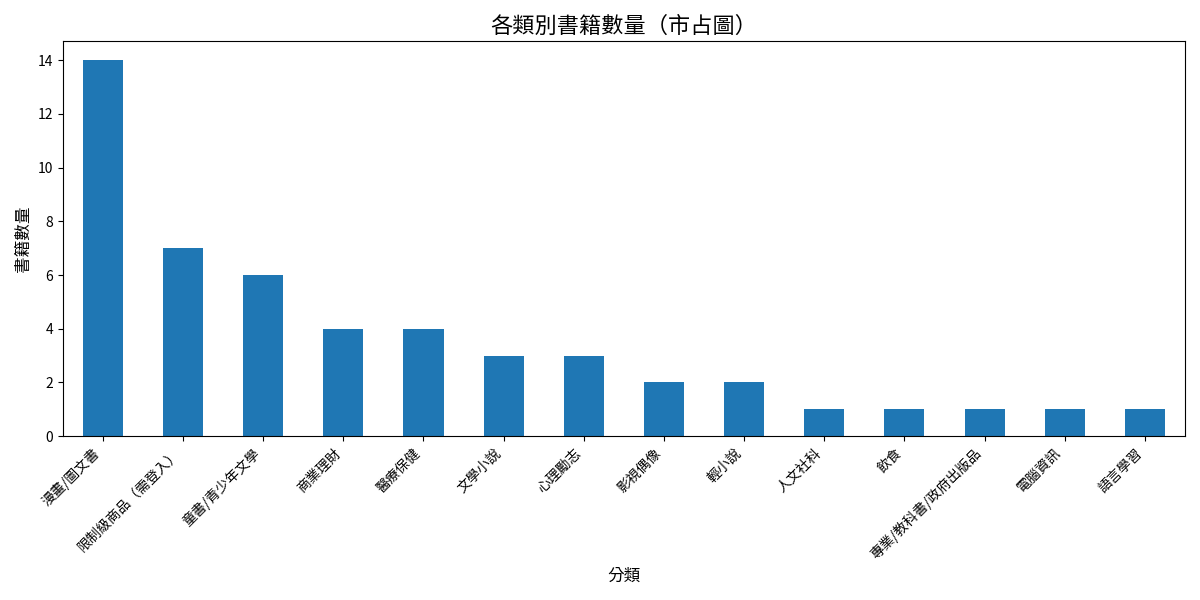 各類別書籍數量（市占圖）
書籍數量
14
12
10
8
6
4
2
0
漫畫/圖文書
限制級商品（需登入）
童書/青少年文學
商業理財
醫療保健
文學小說
心理勵志
影視偶像
輕小說
人文社科
飲食
專業/教科書/政府出版品
電腦資訊
語言學習
分類